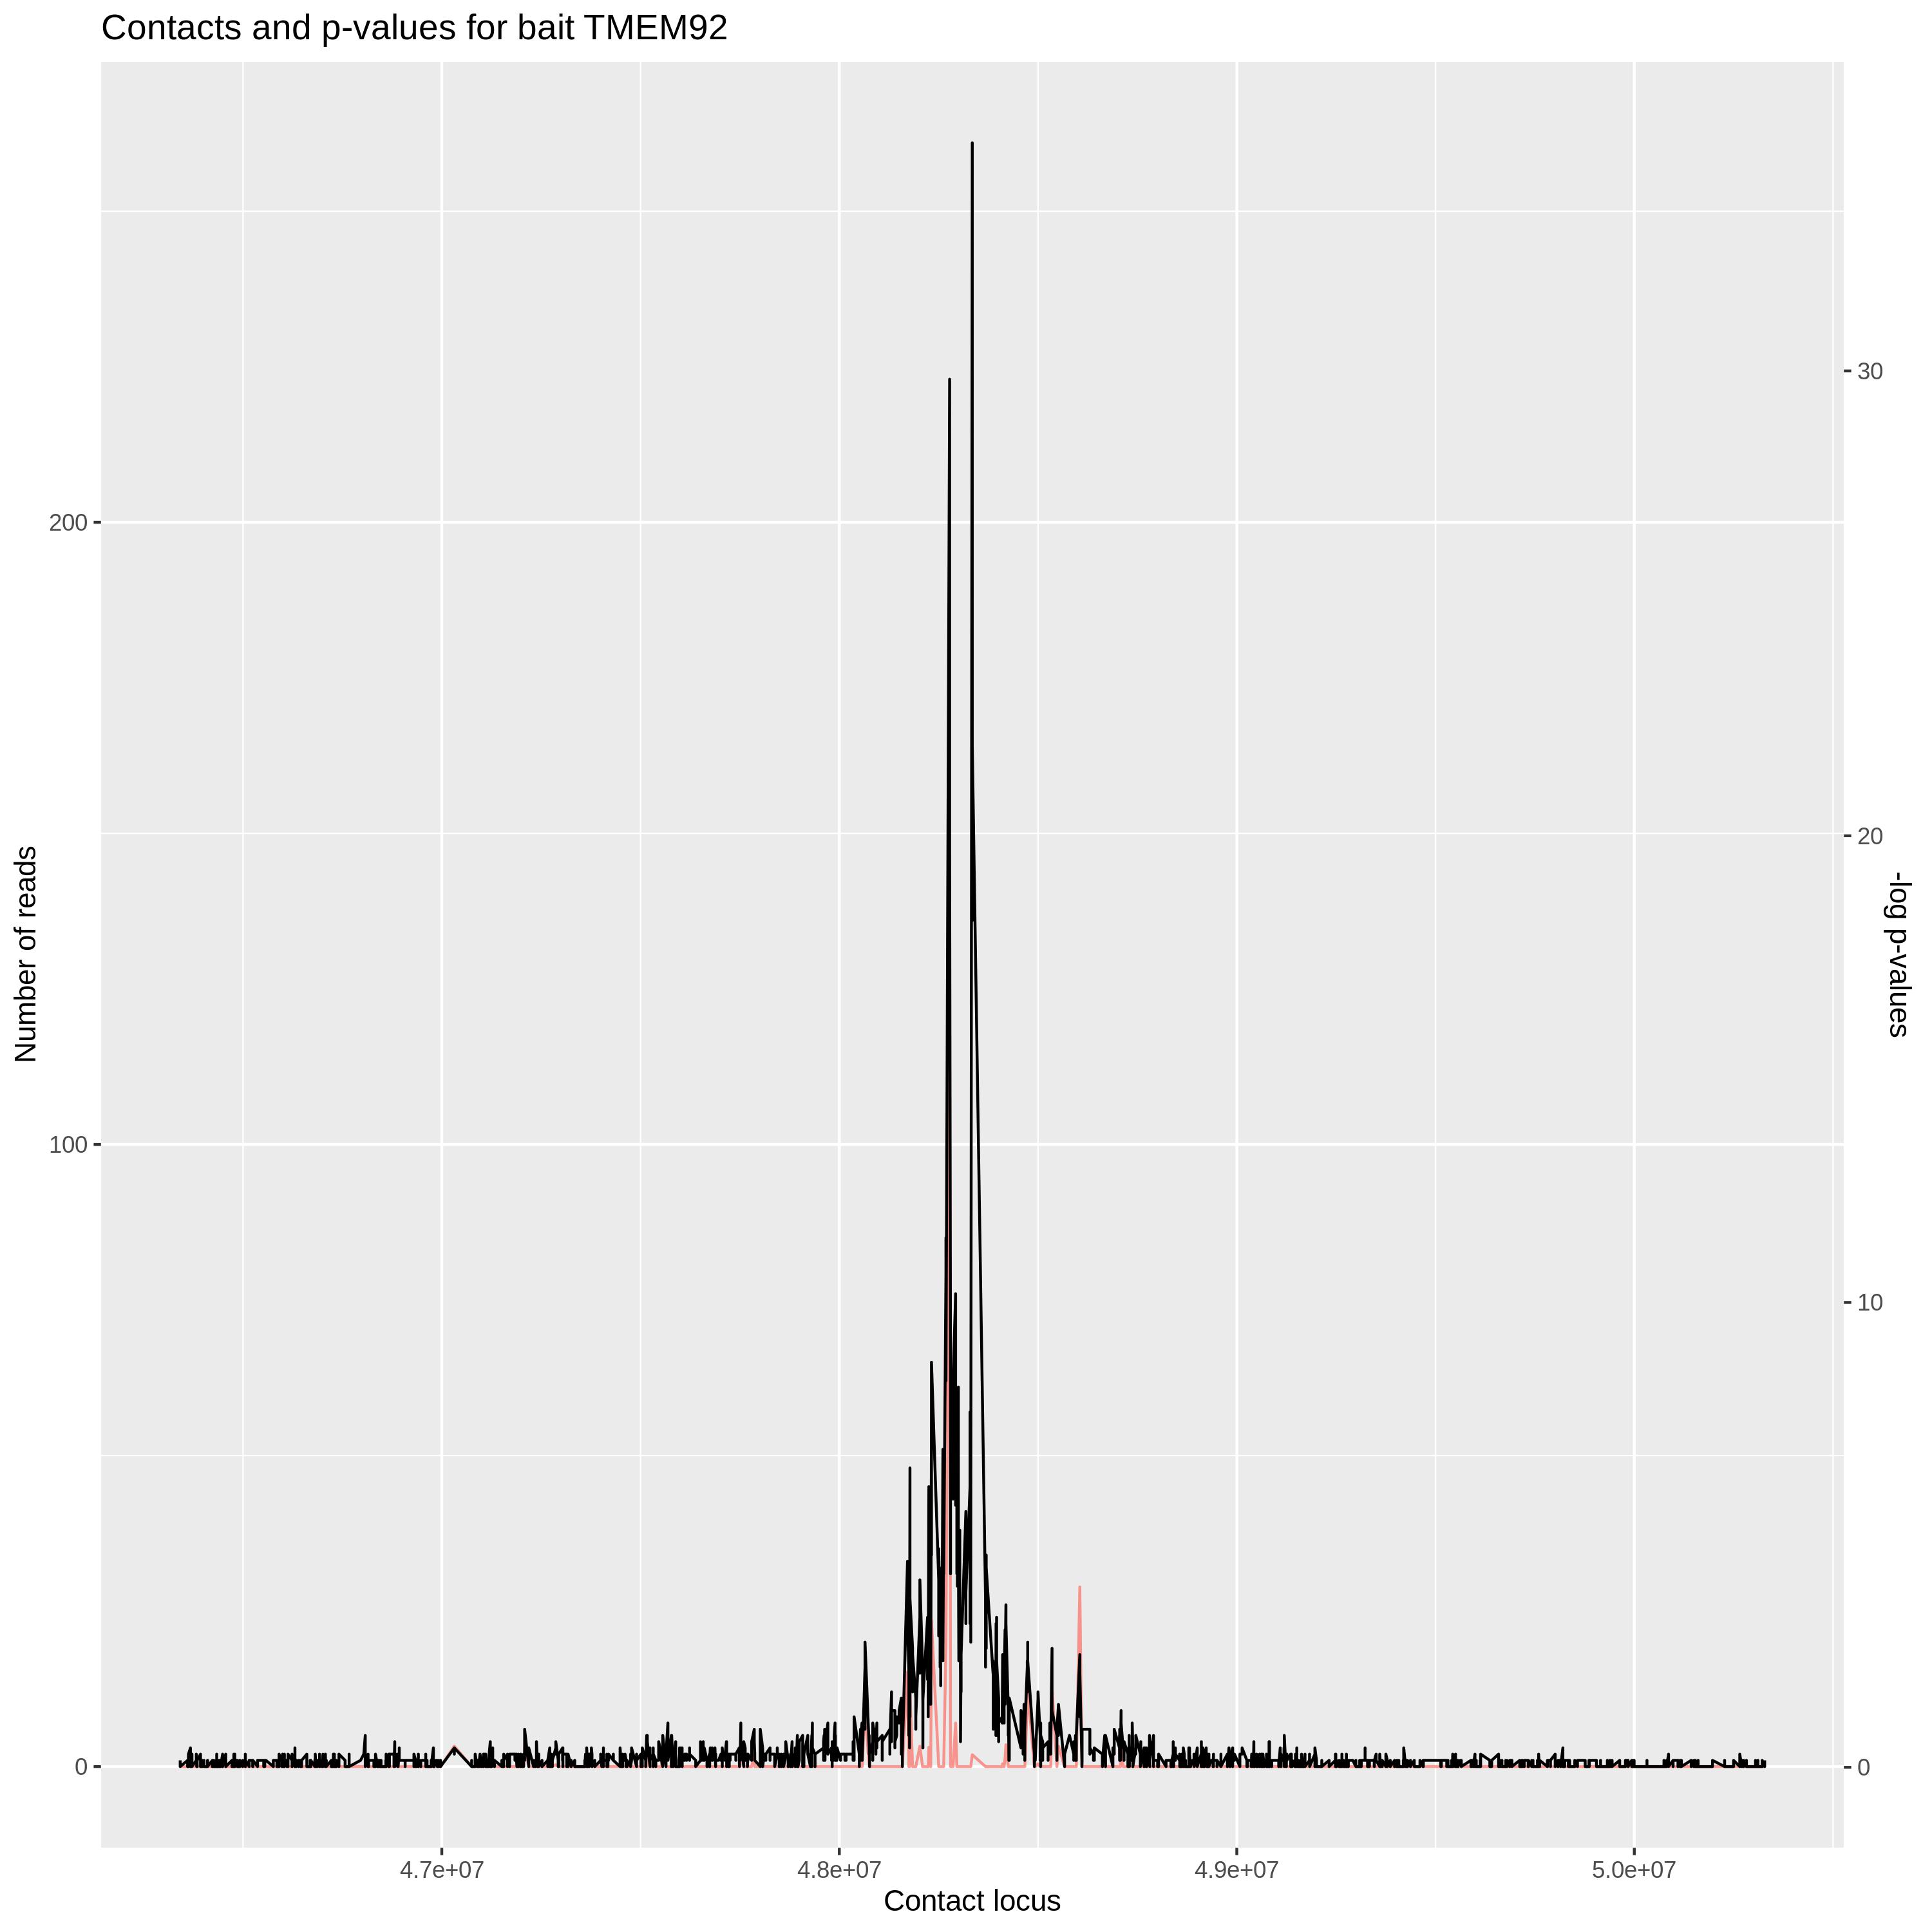 Contacts and p-values for bait TMEM92
Number of reads
200
100
0
30
20
10
0
-log p-values
4.7e+07
4.8e+07
4.9e+07
5.0e+07
Contact locus